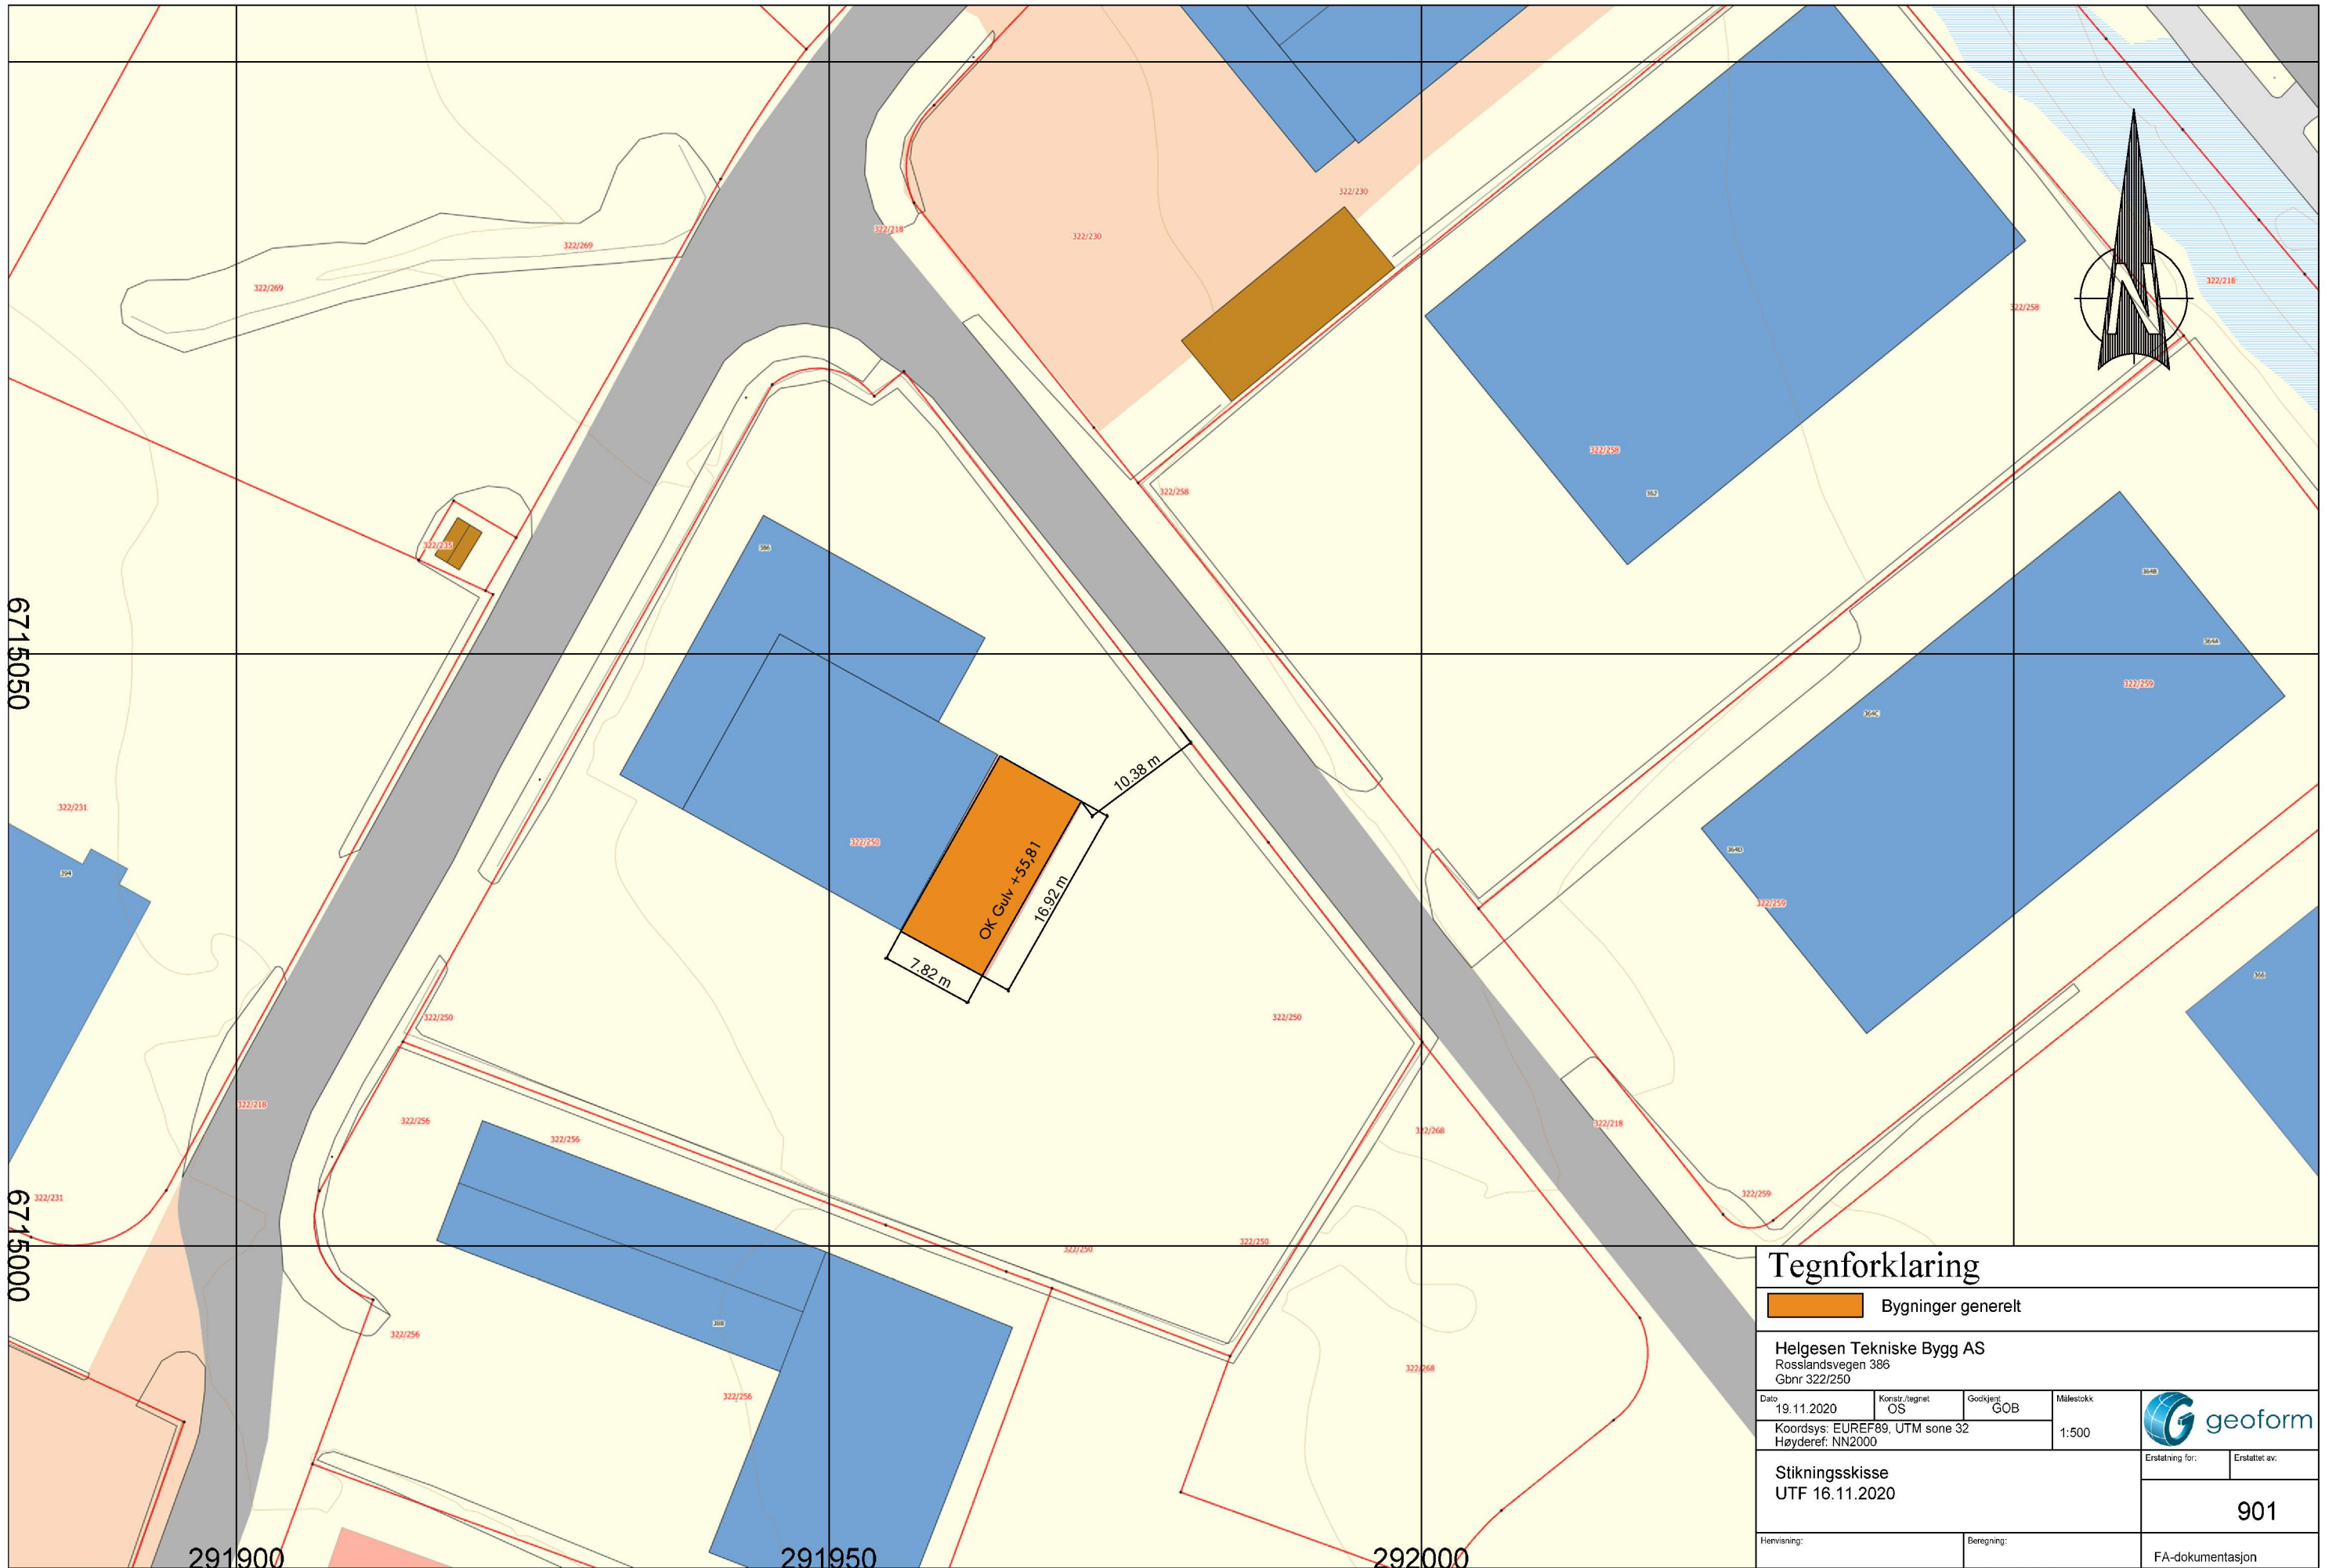 322/230
322/230
322/218
322/269
322/269
322/218
322/258
322/258
362
322/258
N
322/235
386
364B
364A
322/259
364C
6715050
322/231
394
322/250
10.38 m
OK Gulv +55,81
16.92 m
7.82 m
364D
322/259
366
322/250
322/250
322/218
322/256
322/256
322/268
322/218
322/231
322/259
6715000
322/250
322/250
388
322/256
322/256
322/268
291900
291950
292000
Tegnforklaring
Bygninger generelt
Helgesen Tekniske Bygg AS
Rosslandsvegen 386
Gbnr 322/250
Dato
19.11.2020
Konstr./tegnet
OS
Godkjent
GOB
Målestokk
1:500
Koordsys: EUREF89, UTM sone 32
Høyderef: NN2000
geoform
Stikningsskisse
UTF 16.11.2020
Erstatning for:
Erstattet av:
901
Henvisning:
Beregning:
FA-dokumentasjon